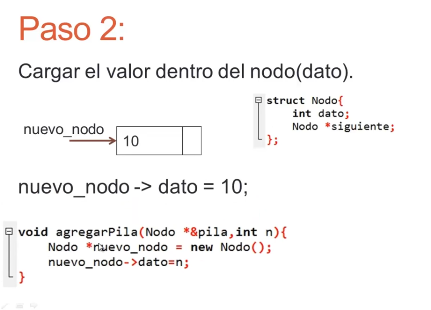 Paso 2:
Cargar el valor dentro del nodo(dato).
struct Nodo{
int dato;
Nodo *siguiente;
};
nuevo_nodo
10
nuevo_nodo -> dato = 10;
void agregarPila(Nodo *&pila,int n){
Nodo *nuevo_nodo = new Nodo();
nuevo_nodo->dato=n;
}